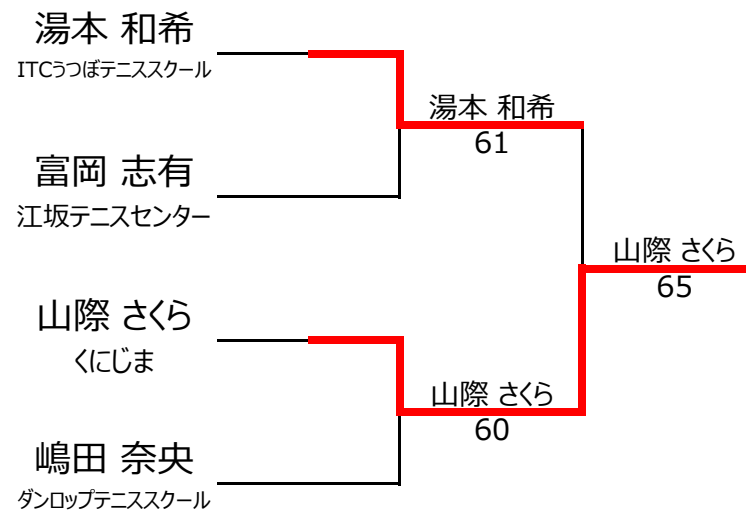 湯本 和希
ITCうつぼテニススクール
湯本 和希
61
富岡 志有
江坂テニスセンター
山際 さくら
65
山際 さくら
くにじま
山際 さくら
60
嶋田 奈央
ダンロップテニススクール